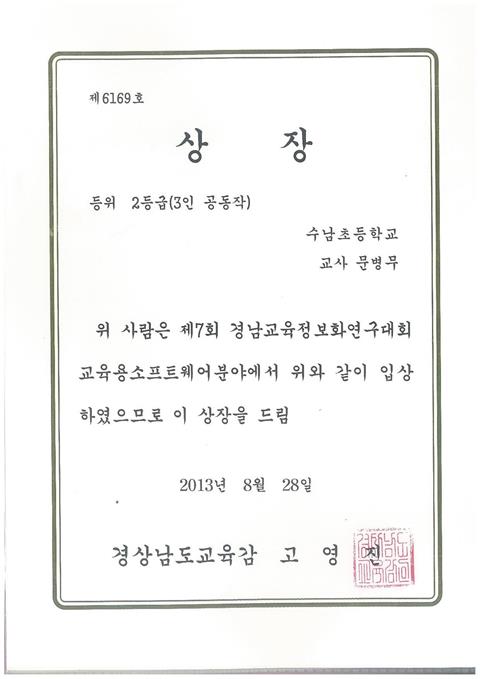 제6169호
상 장
등위 2등급(3인 공동작)
수남초등학교
교사 문병무
위 사람은 제7회 경남교육정보화연구대회
교육용소프트웨어분야에서 위와 같이 입상
하였으므로 이 상장을 드림
2013년 8월 28일
경상남도교육감 고 영 진